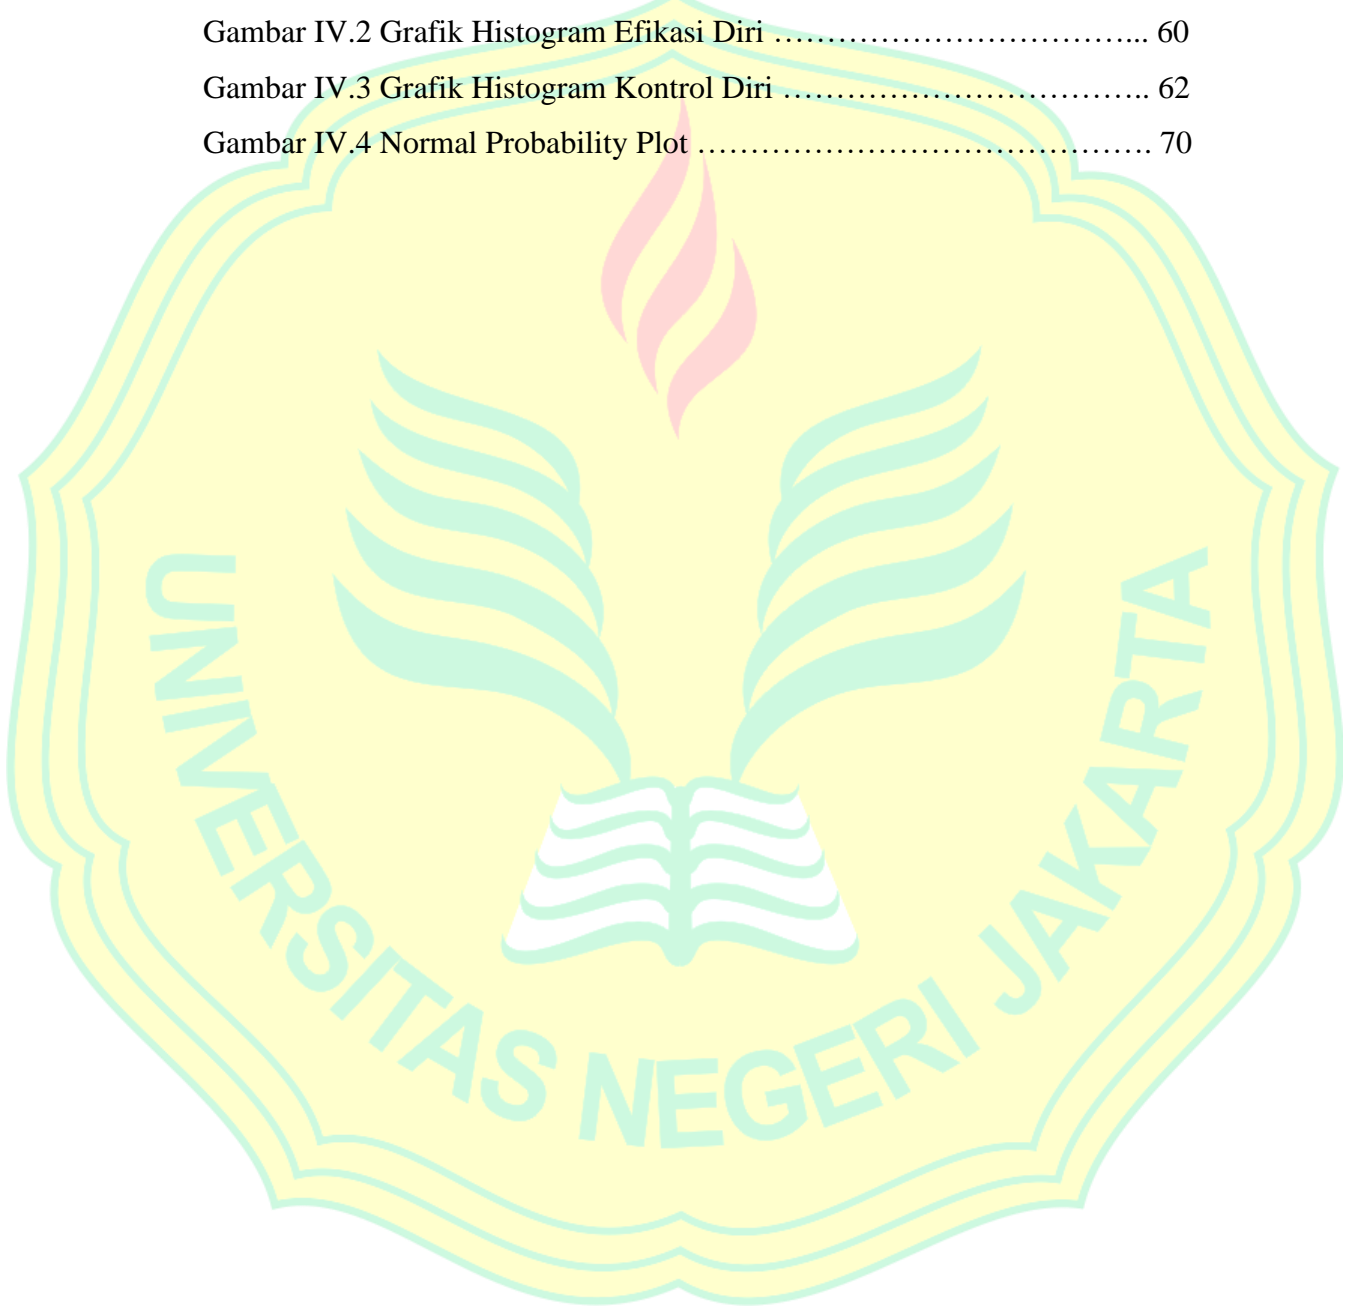 Gambar IV.2 Grafik Histogram Efikasi Diri ……………………………... 60
Gambar IV.3 Grafik Histogram Kontrol Diri …………………………….. 62
Gambar IV.4 Normal Probability Plot ……………………………………. 70
UNIVERSITAS NEGERI JAKARTA